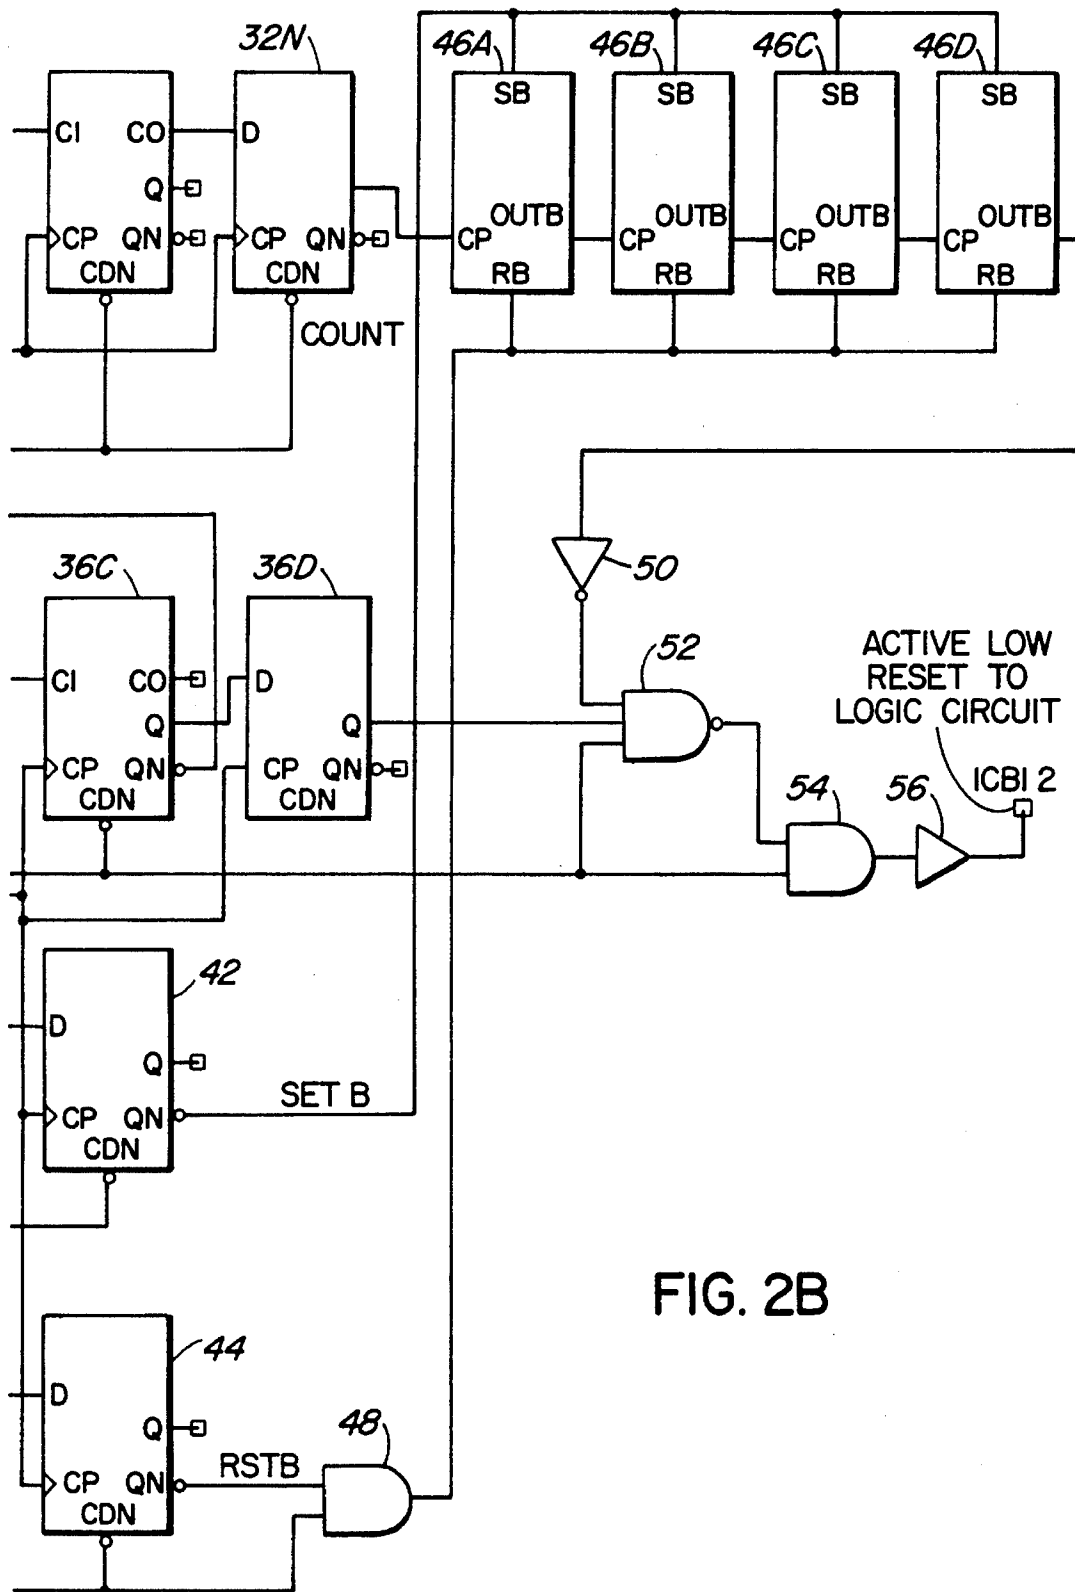 32N 46A 46B 46C 46D
SB SB SB SB
CI CO D
Q
OUTB OUTB OUTB OUTB
CP QN CP QN CP CP CP CP
CDN CDN RB RB RB RB
COUNT
36C 36D 50
52 ACTIVE LOW
RESET TO
LOGIC CIRCUIT
CI CO D
Q Q
CP QN CP QN
CDN CDN
54 56 ICBI 2
42
D
Q
SET B
CP QN
CDN
FIG. 2B
44
D
Q
48
RSTB
CP QN
CDN